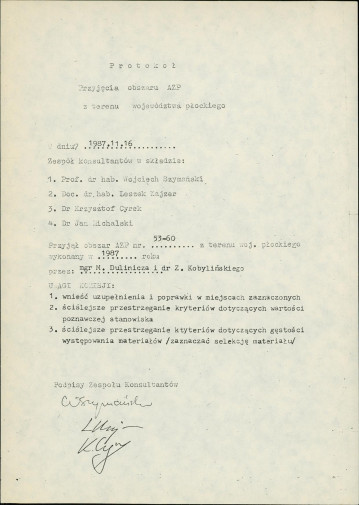 Protokół
Przyjęcia obszaru AZP
z terenu województwa płockiego
W dniu/ .1987.11.16....................
Zespół konsultantów w składzie:
1. Prof. dr hab. Wojciech Szymański
2. Doc. dr hab. Leszek Kajzer
3. Dr Krzysztof Cyrek
4. Dr Jan Michalski
Przyjął obszar AZP nr. 53-60 a terenu woj. płockiego
wykonany w .1987..... roku
przez: mgr M. Dulinicza i dr Z. Kobylińskiego
UWAGI KOMISJI:
1. wnieść uzupełnienia i poprawki w miejscach zaznaczonych
2. ściślejsze przestrzeganie kryteriów dotyczących wartości
poznawczej stanowiska
3. ściślejsze przestrzeganie ktyteriów dotyczących gęstości
występowania materiałów /zaznaczać selekcję materiału/
Podpisy Zespołu Konsultantów
WSzymański